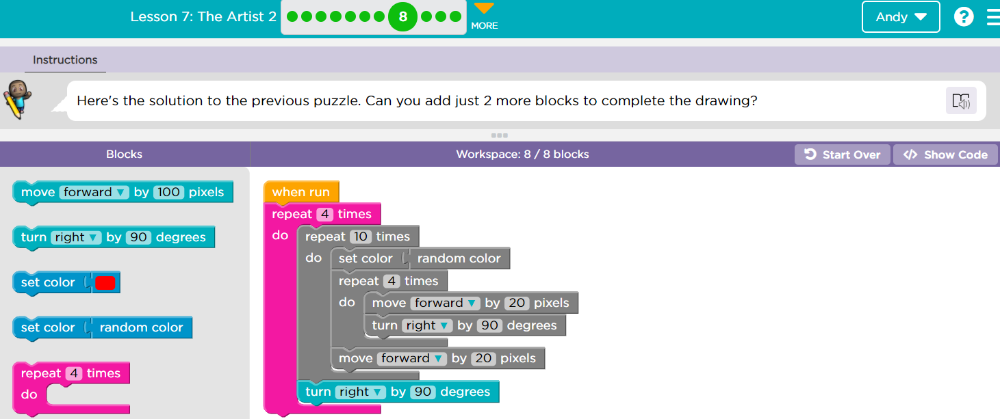 Lesson 7: The Artist 2
8
MORE
Andy
?
Instructions
Here's the solution to the previous puzzle. Can you add just 2 more blocks to complete the drawing?
Blocks
Workspace: 8 / 8 blocks
Start Over
</> Show Code
move forward ▼ by 100 pixels
turn right ▼ by 90 degrees
set color
set color random color
repeat 4 times
do
when run
repeat 4 times
do
repeat 10 times
do
set color random color
repeat 4 times
do
move forward ▼ by 20 pixels
turn right ▼ by 90 degrees
move forward ▼ by 20 pixels
turn right ▼ by 90 degrees